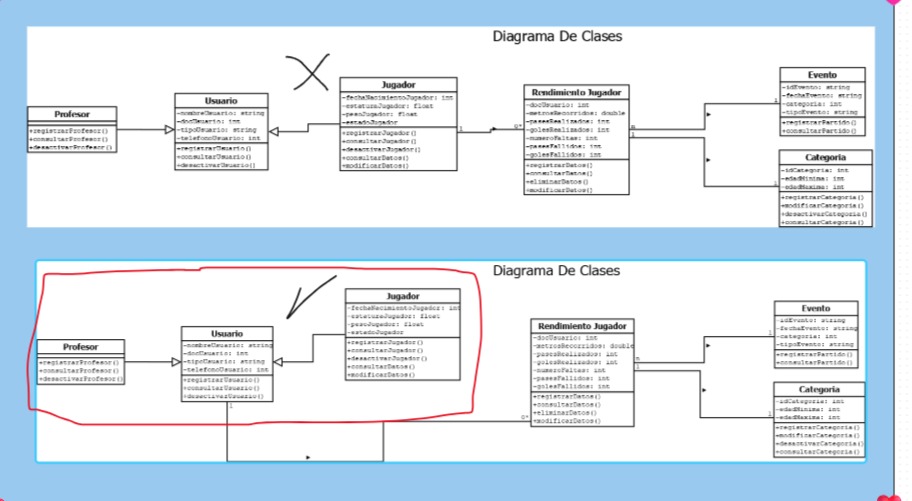 Diagrama De Clases
Profesor
+registrarProfesor()
+consultarProfesor()
+desactivarProfesor()
Usuario
-nombreUsuario: string
-docUsuario: int
-tipoUsuario: string
-telefonoUsuario: int
+registrarUsuario()
+consultarUsuario()
+desactivarUsuario()
Jugador
-fechaNacimientoJugador: int
-estaturaJugador: float
-pesoJugador: float
-estadoJugador
+registrarJugador()
+consultarJugador()
+desactivarJugador()
+consultarDatos()
+modificarDatos()
1
0*
Rendimiento Jugador
-docUsuario: int
-metrosRecorridos: double
-pasesRealizados: int
-golesRealizados: int
-numeroFaltas: int
-pasesFallidos: int
-golesFallidos: int
+registrarDatos()
+consultarDatos()
+eliminarDatos()
+modificarDatos()
n
1
1
1
Evento
-idEvento: string
-fechaEvento: string
-categoria: int
-tipoEvento: string
+registrarPartido()
+consultarPartido()
Categoria
-idCategoria: int
-edadMinima: int
-edadMaxima: int
+registrarCategoria()
+modificarCategoria()
+desactivarCategoria()
+consultarCategoria()
Diagrama De Clases
Profesor
+registrarProfesor()
+consultarProfesor()
+desactivarProfesor()
Usuario
-nombreUsuario: string
-docUsuario: int
-tipoUsuario: string
-telefonoUsuario: int
+registrarUsuario()
+consultarUsuario()
+desactivarUsuario()
1
Jugador
-fechaNacimientoJugador: int
-estaturaJugador: float
-pesoJugador: float
-estadoJugador
+registrarJugador()
+consultarJugador()
+desactivarJugador()
+consultarDatos()
+modificarDatos()
0*
Rendimiento Jugador
-docUsuario: int
-metrosRecorridos: double
-pasesRealizados: int
-golesRealizados: int
-numeroFaltas: int
-pasesFallidos: int
-golesFallidos: int
+registrarDatos()
+consultarDatos()
+eliminarDatos()
+modificarDatos()
n
1
1
1
Evento
-idEvento: string
-fechaEvento: string
-categoria: int
-tipoEvento: string
+registrarPartido()
+consultarPartido()
Categoria
-idCategoria: int
-edadMinima: int
-edadMaxima: int
+registrarCategoria()
+modificarCategoria()
+desactivarCategoria()
+consultarCategoria()